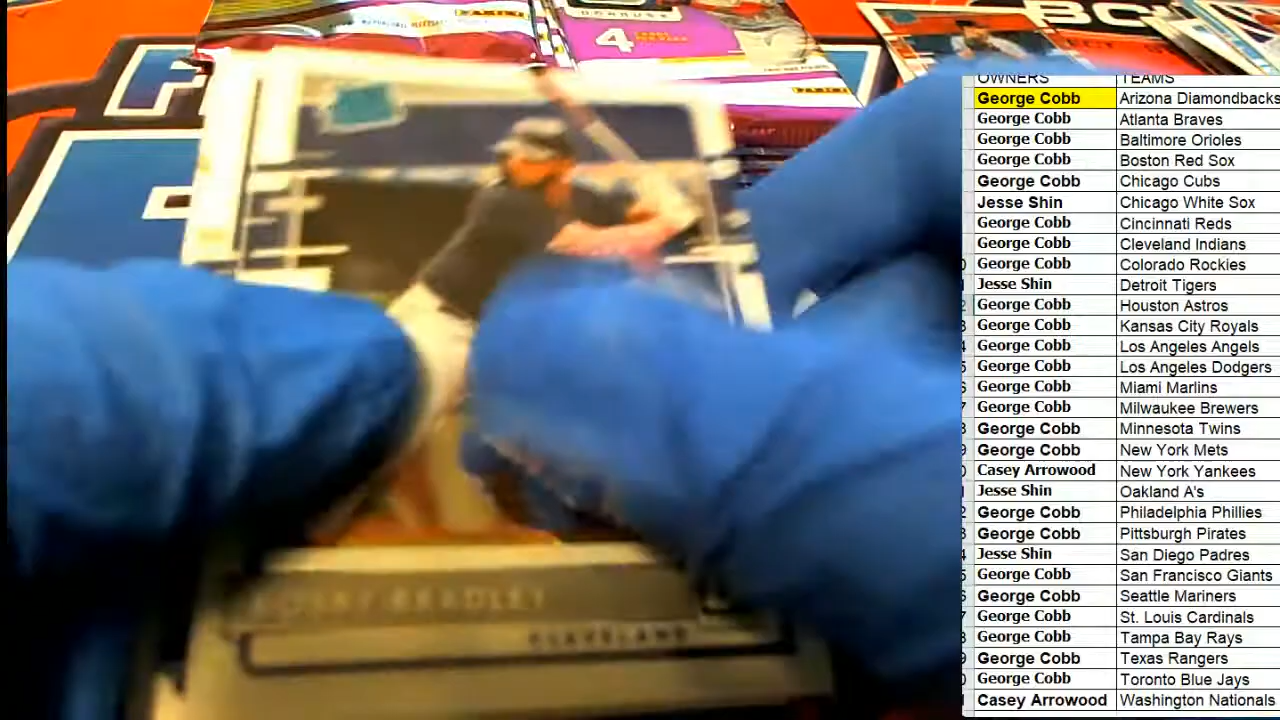 PANINI
4
PANINI
BC
OWNERS TEAMS
George Cobb Arizona Diamondbacks
George Cobb Atlanta Braves
George Cobb Baltimore Orioles
George Cobb Boston Red Sox
George Cobb Chicago Cubs
Jesse Shin Chicago White Sox
George Cobb Cincinnati Reds
George Cobb Cleveland Indians
George Cobb Colorado Rockies
Jesse Shin Detroit Tigers
George Cobb Houston Astros
George Cobb Kansas City Royals
George Cobb Los Angeles Angels
George Cobb Los Angeles Dodgers
George Cobb Miami Marlins
George Cobb Milwaukee Brewers
George Cobb Minnesota Twins
George Cobb New York Mets
Casey Arrowood New York Yankees
Jesse Shin Oakland A's
George Cobb Philadelphia Phillies
George Cobb Pittsburgh Pirates
Jesse Shin San Diego Padres
George Cobb San Francisco Giants
George Cobb Seattle Mariners
George Cobb St. Louis Cardinals
George Cobb Tampa Bay Rays
George Cobb Texas Rangers
George Cobb Toronto Blue Jays
Casey Arrowood Washington Nationals
CLEVELAND